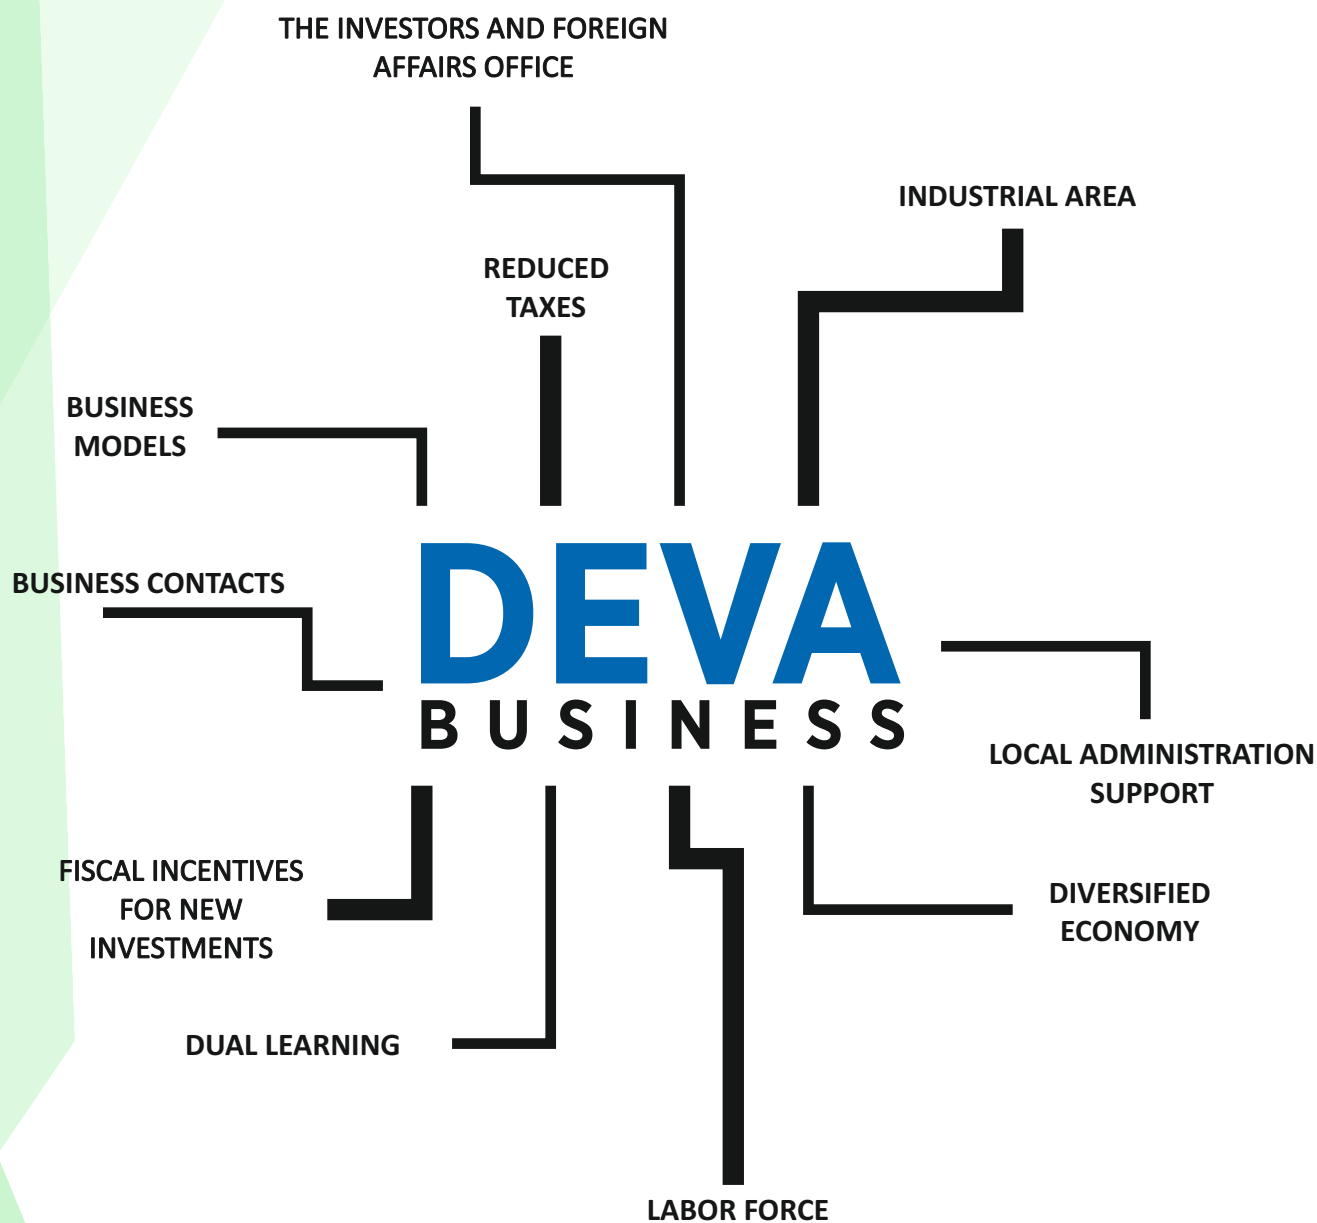 THE INVESTORS AND FOREIGN
AFFAIRS OFFICE
INDUSTRIAL AREA
REDUCED
TAXES
BUSINESS
MODELS
BUSINESS CONTACTS
DEVA
BUSINESS
LOCAL ADMINISTRATION
SUPPORT
FISCAL INCENTIVES
FOR NEW
INVESTMENTS
DIVERSIFIED
ECONOMY
DUAL LEARNING
LABOR FORCE